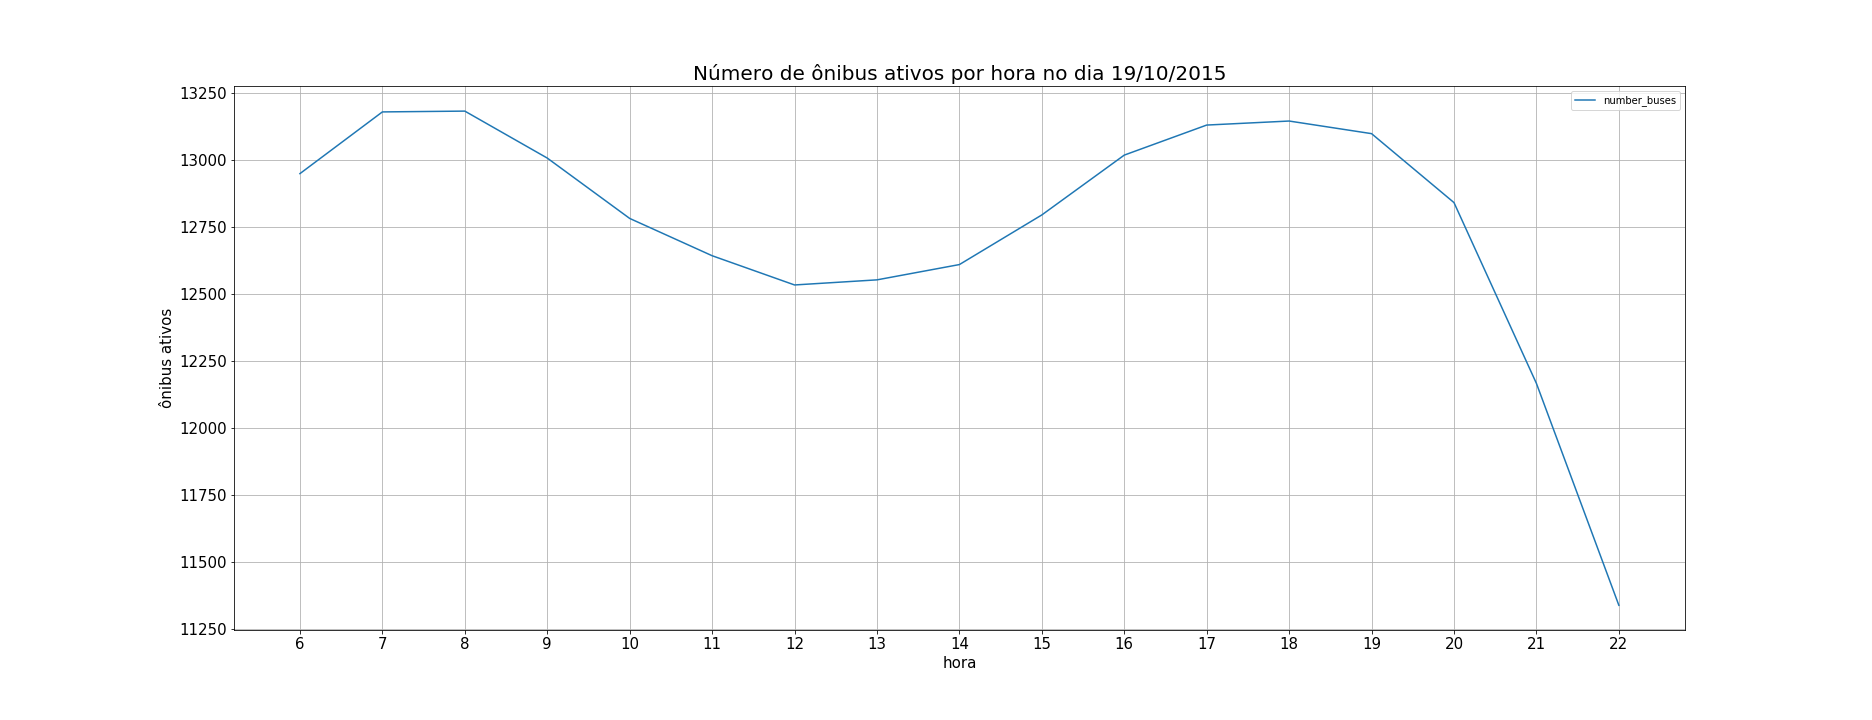 Número de ônibus ativos por hora no dia 19/10/2015
number_buses
13250
13000
12750
12500
12250
12000
11750
11500
11250
ônibus ativos
6 7 8 9 10 11 12 13 14 15 16 17 18 19 20 21 22
hora